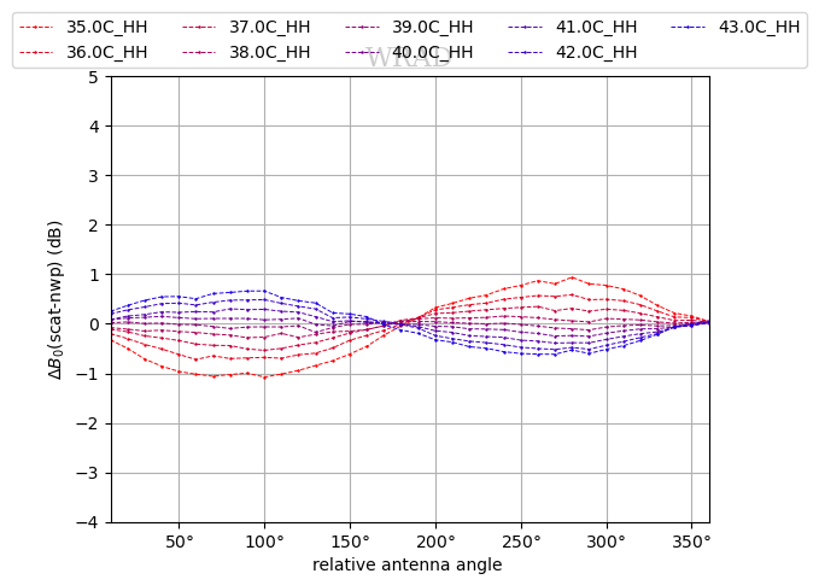 35.0C_HH 37.0C_HH 39.0C_HH 41.0C_HH 43.0C_HH
36.0C_HH 38.0C_HH 40.0C_HH 42.0C_HH
WRAD
5
4
3
2
1
0
−1
−2
−3
−4
ΔB₀(scat-nwp) (dB)
50° 100° 150° 200° 250° 300° 350°
relative antenna angle